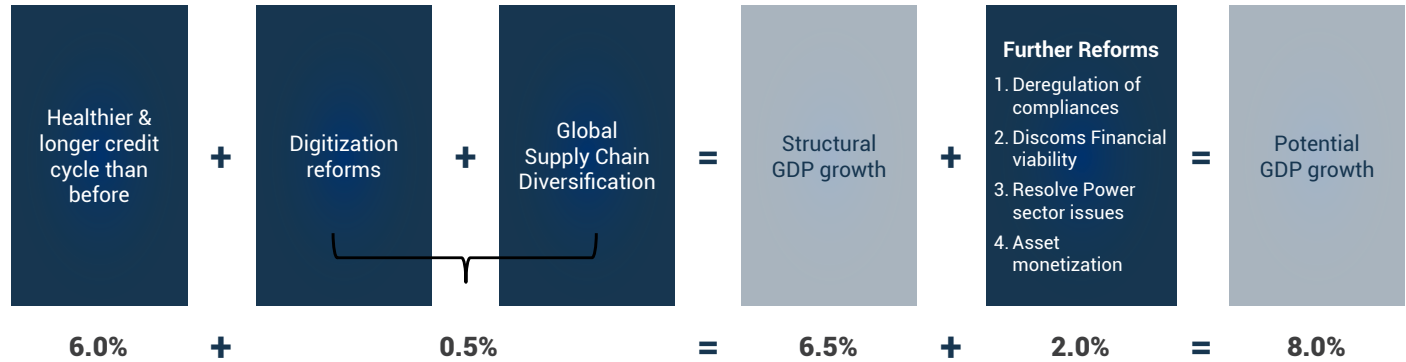 Healthier &
longer credit
cycle than
before
+
Digitization
reforms
+
Global
Supply Chain
Diversification
=
Structural
GDP growth
+
Further Reforms
1. Deregulation of
compliances
2. Discoms Financial
viability
3. Resolve Power
sector issues
4. Asset
monetization
=
Potential
GDP growth
6.0% + 0.5% = 6.5% + 2.0% = 8.0%